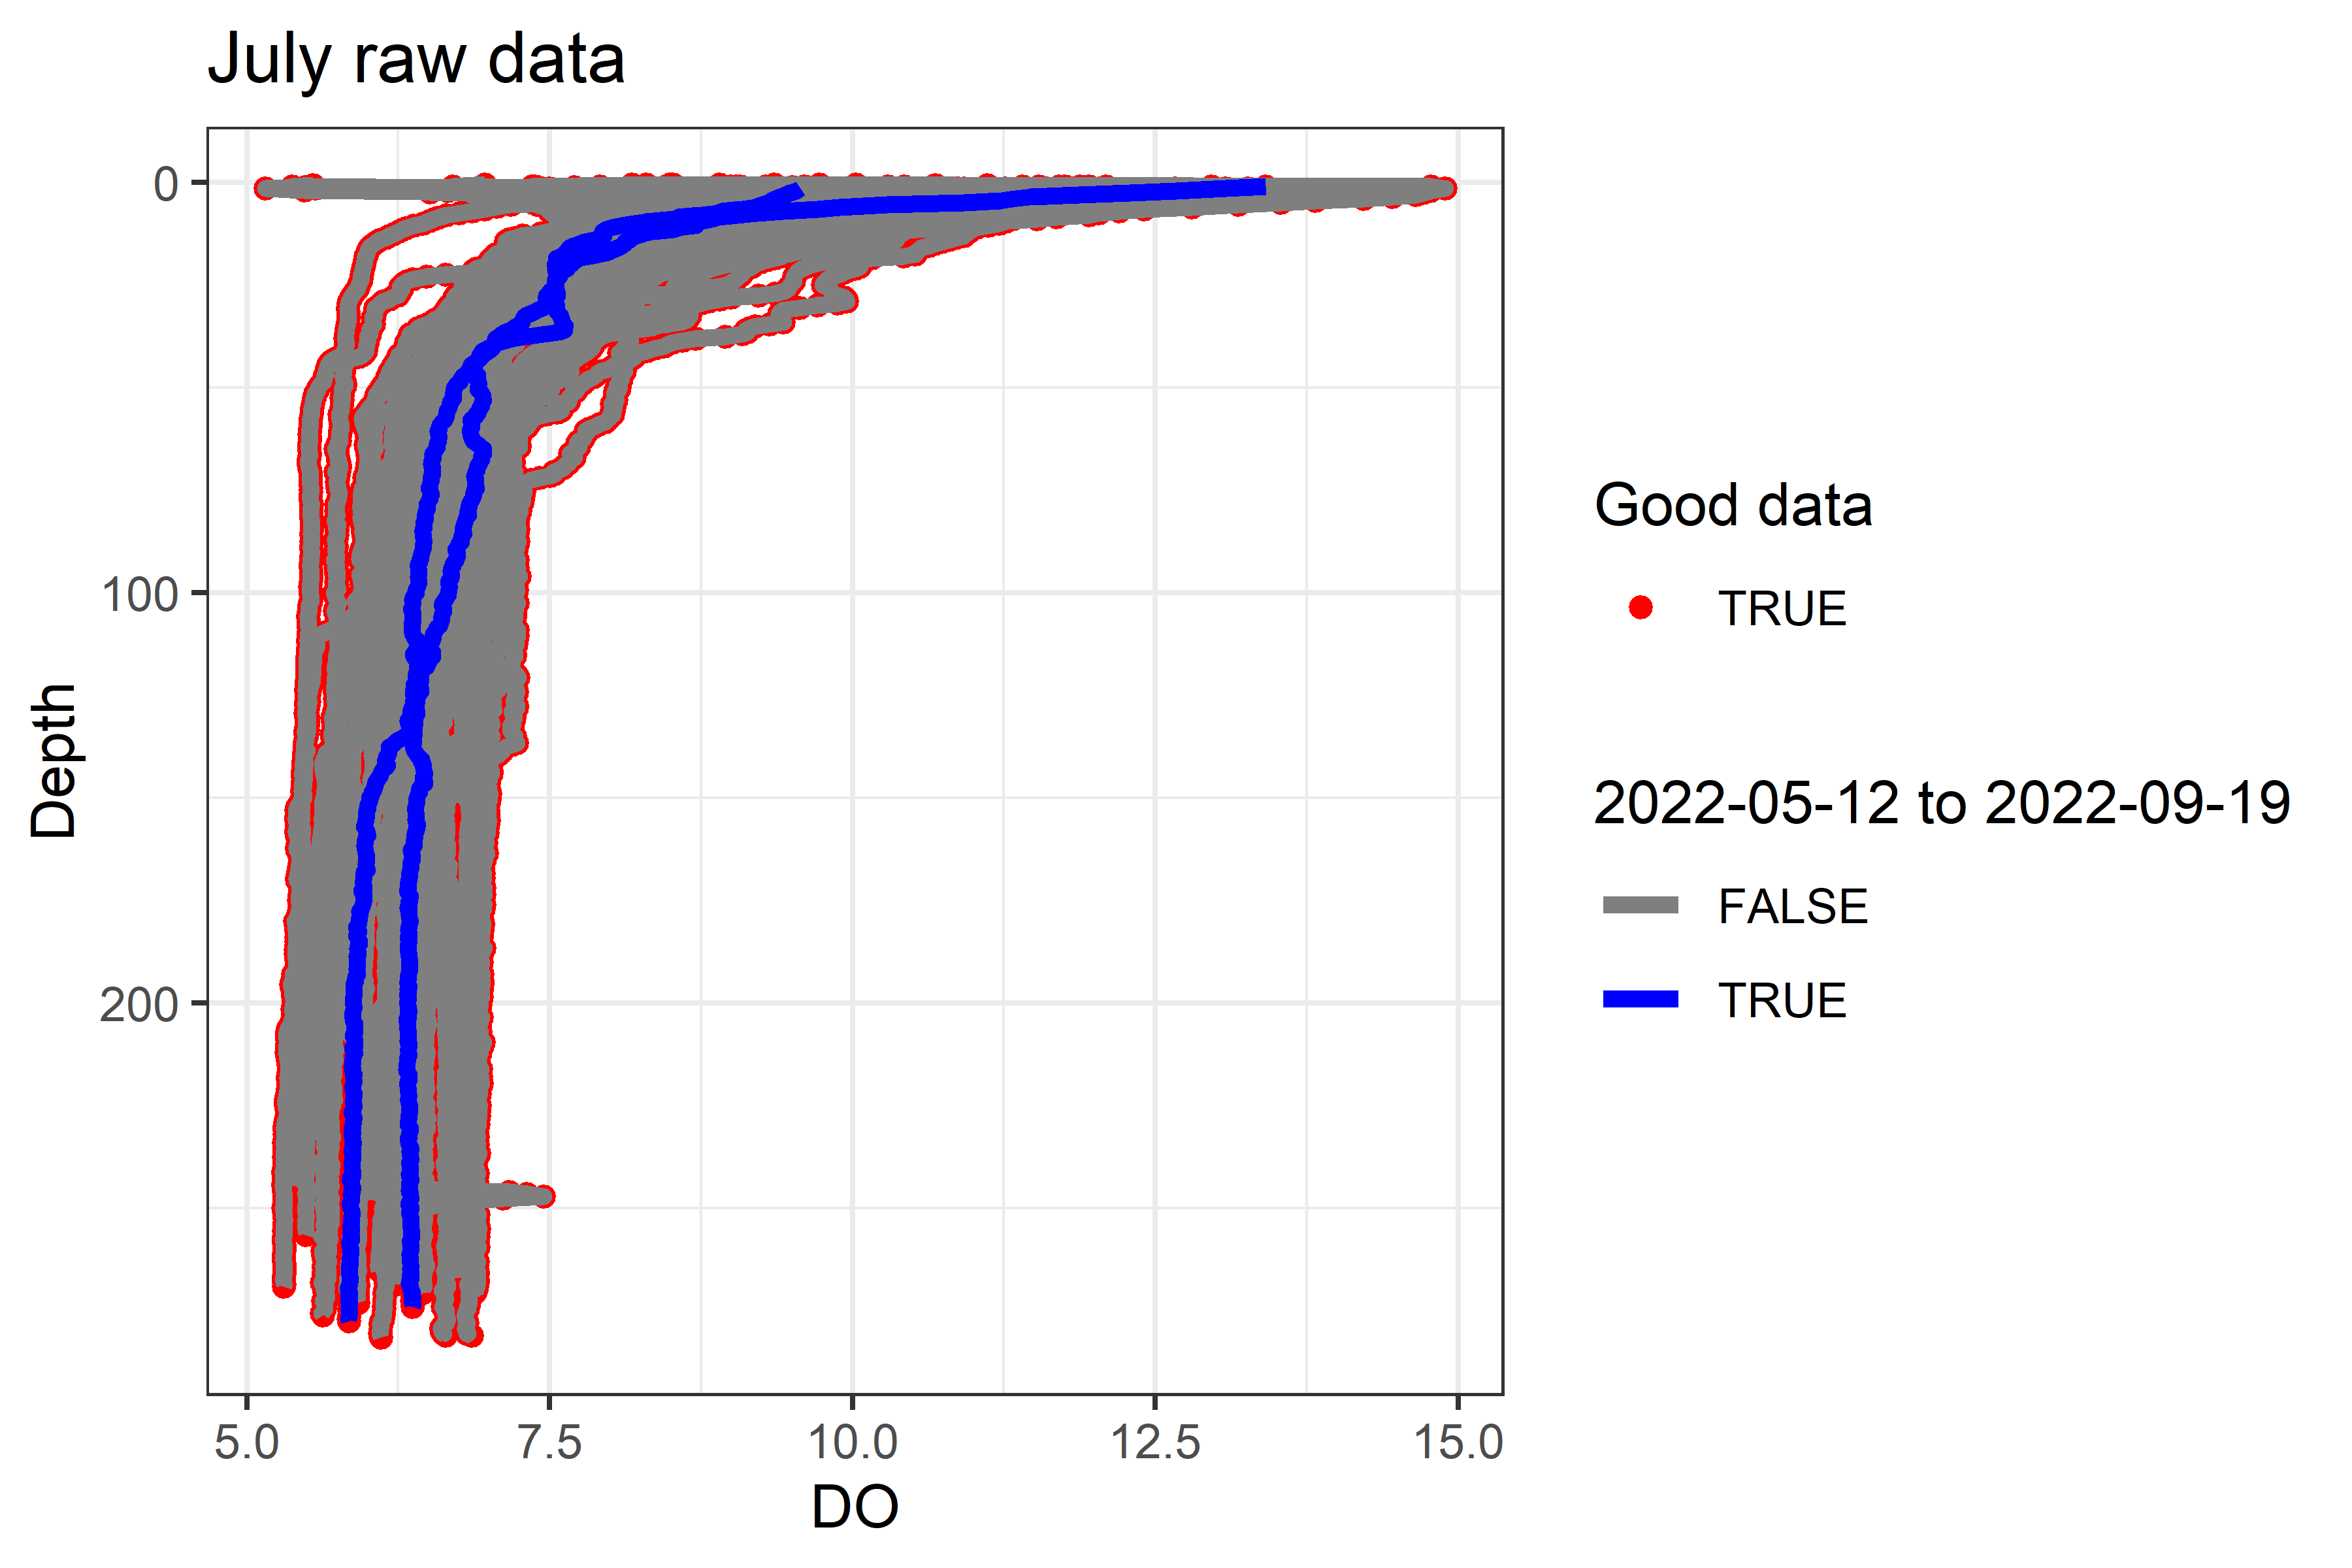 July raw data
0
100
200
Depth
5.0
7.5
10.0
12.5
15.0
DO
Good data
TRUE
2022-05-12 to 2022-09-19
FALSE
TRUE